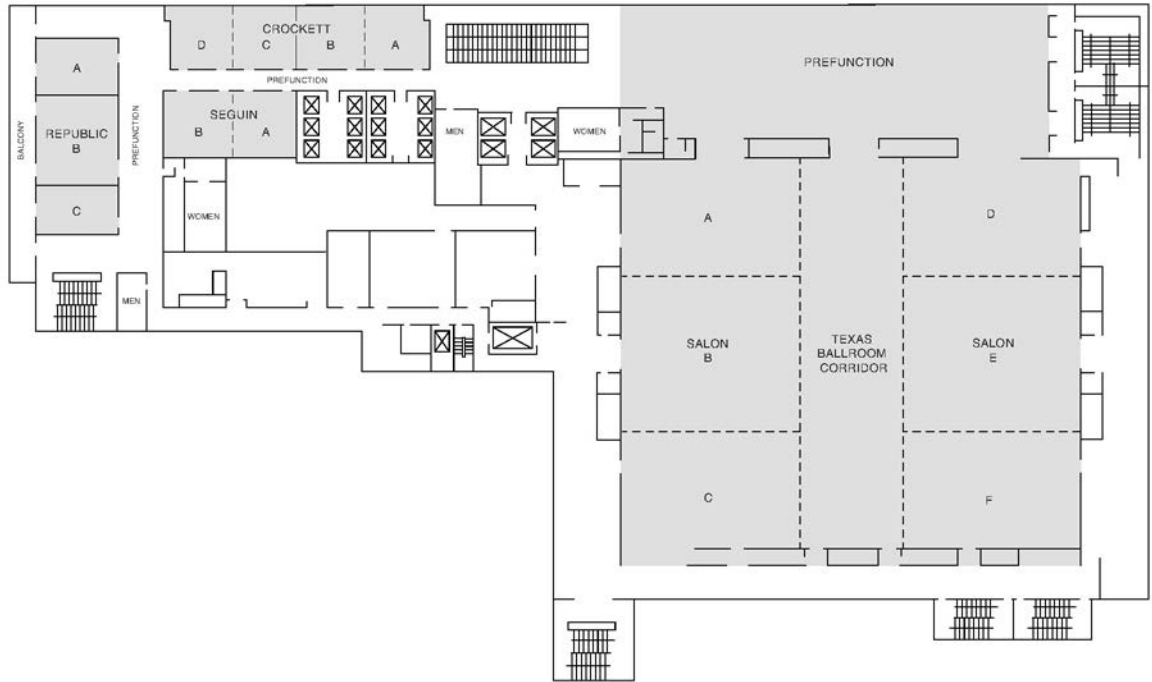 CROCKETT
D
C
B
A
PREFUNCTION
SEGUIN
B
A
A
REPUBLIC
B
C
BALCONY
PREFUNCTION
WOMEN
MEN
MEN
WOMEN
PREFUNCTION
A
D
SALON
B
TEXAS
BALLROOM
CORRIDOR
SALON
E
C
F